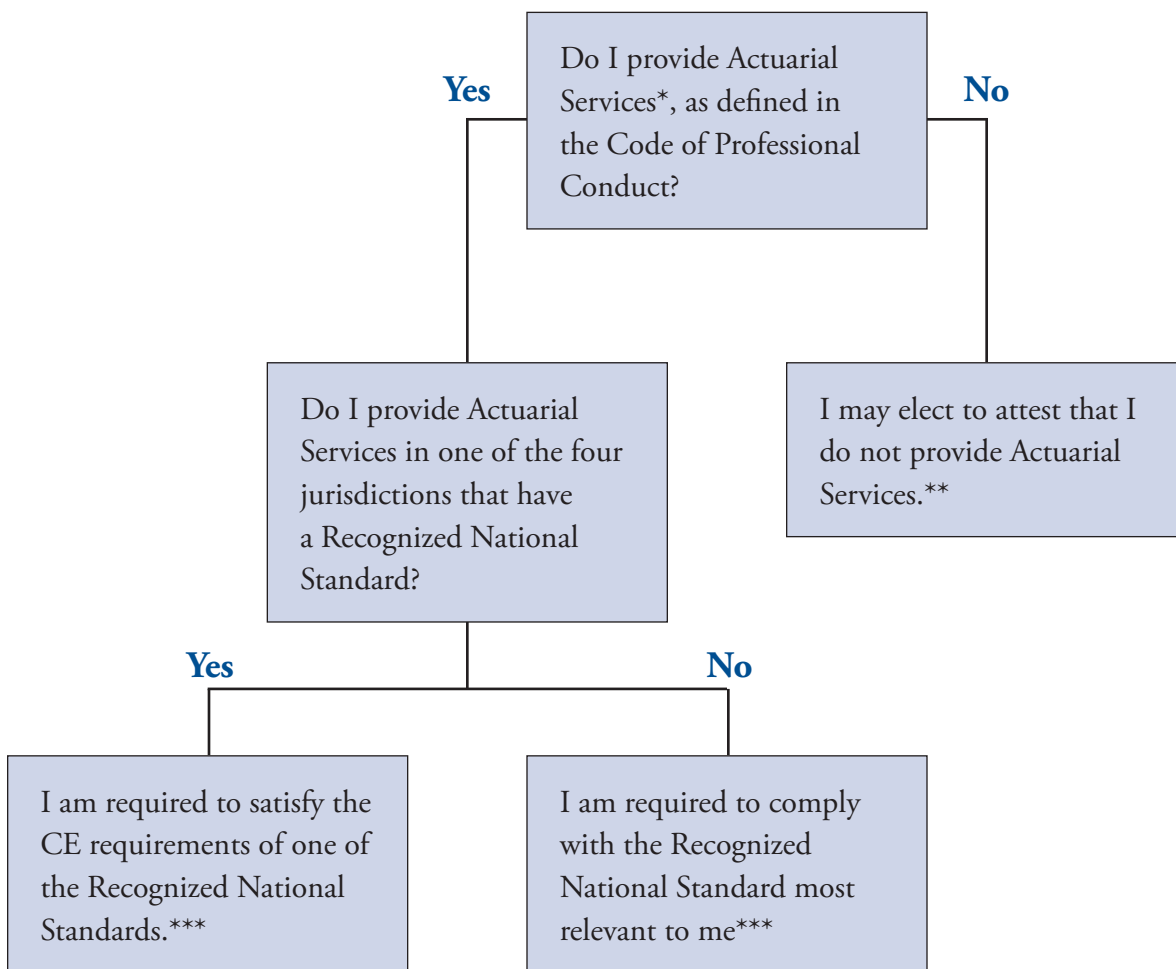 Do I provide Actuarial
Services*, as defined in
the Code of Professional
Conduct?
Yes
No
Do I provide Actuarial
Services in one of the four
jurisdictions that have
a Recognized National
Standard?
I may elect to attest that I
do not provide Actuarial
Services.**
Yes
No
I am required to satisfy the
CE requirements of one of
the Recognized National
Standards.***
I am required to comply
with the Recognized
National Standard most
relevant to me***